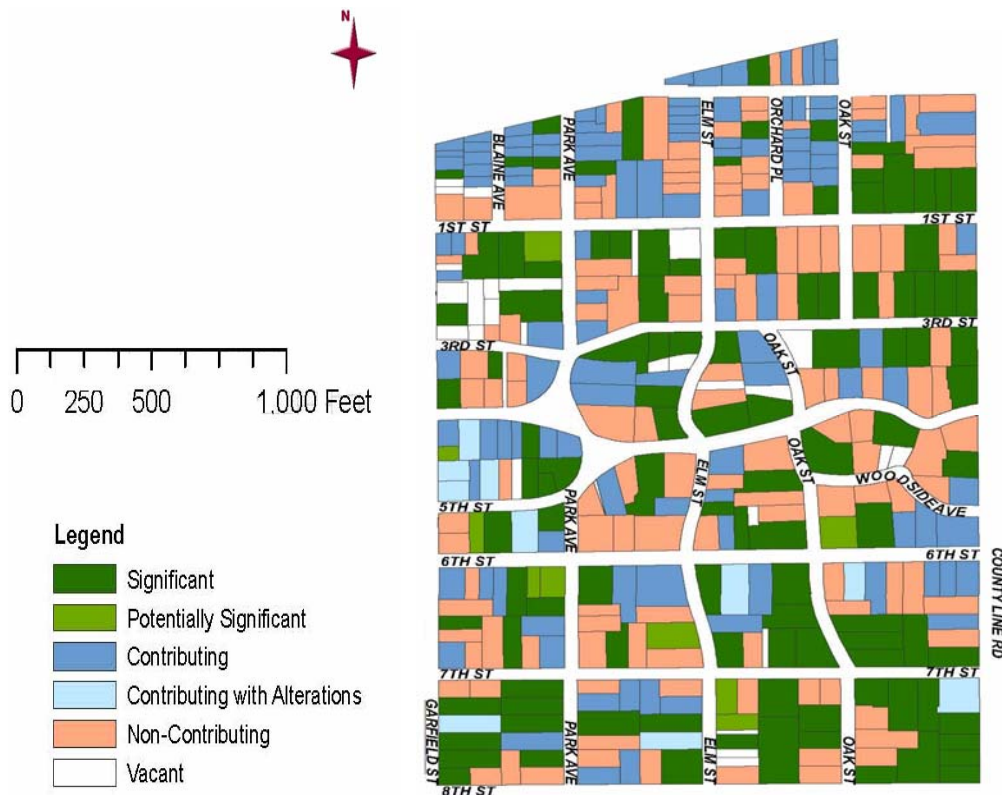 N
0 250 500 1,000 Feet
Legend
Significant
Potentially Significant
Contributing
Contributing with Alterations
Non-Contributing
Vacant
BLAINE AVE
PARK AVE
ELM ST
ORCHARD PL
OAK ST
1ST ST
1ST ST
3RD ST
3RD ST
OAK ST
OAK ST
ELM ST
WOODSIDE AVE
5TH ST
PARK AVE
6TH ST
6TH ST
COUNTY LINE RD
7TH ST
7TH ST
GARFIELD ST
PARK AVE
ELM ST
OAK ST
8TH ST